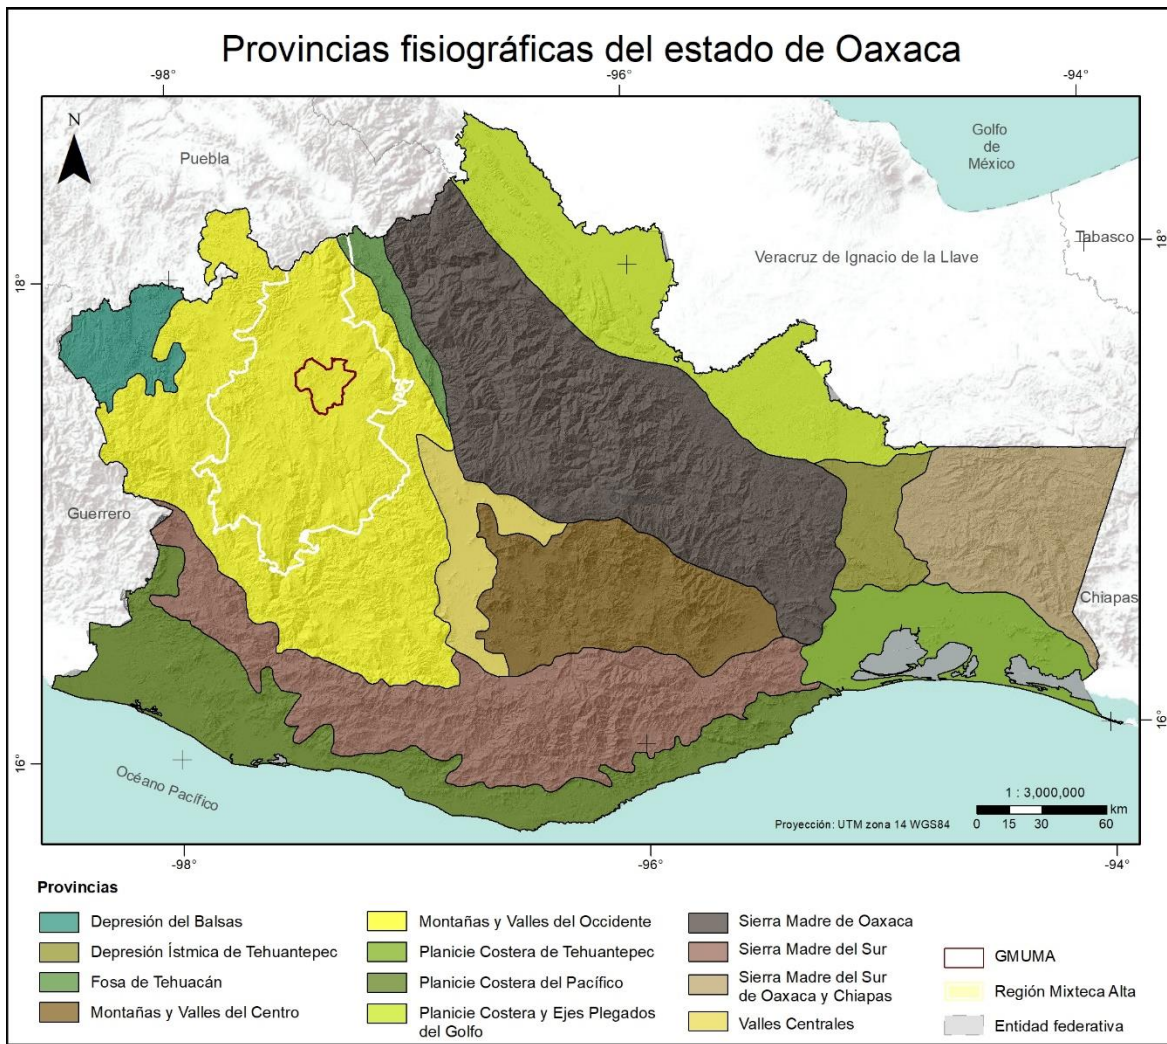 Provincias fisiográficas del estado de Oaxaca
-98°
-96°
-94°
N
Puebla
Golfo
de
México
18°
Tabasco
18°
Veracruz de Ignacio de la Llave
Guerrero
Chiapas
16°
16°
Océano Pacífico
1 : 3,000,000
km
Proyección: UTM zona 14 WGS84
0 15 30 60
-98°
-96°
-94°
Provincias
Depresión del Balsas
Depresión Ístmica de Tehuantepec
Fosa de Tehuacán
Montañas y Valles del Centro
Montañas y Valles del Occidente
Planicie Costera de Tehuantepec
Planicie Costera del Pacífico
Planicie Costera y Ejes Plegados
del Golfo
Sierra Madre de Oaxaca
Sierra Madre del Sur
Sierra Madre del Sur
de Oaxaca y Chiapas
Valles Centrales
GMUMA
Región Mixteca Alta
Entidad federativa